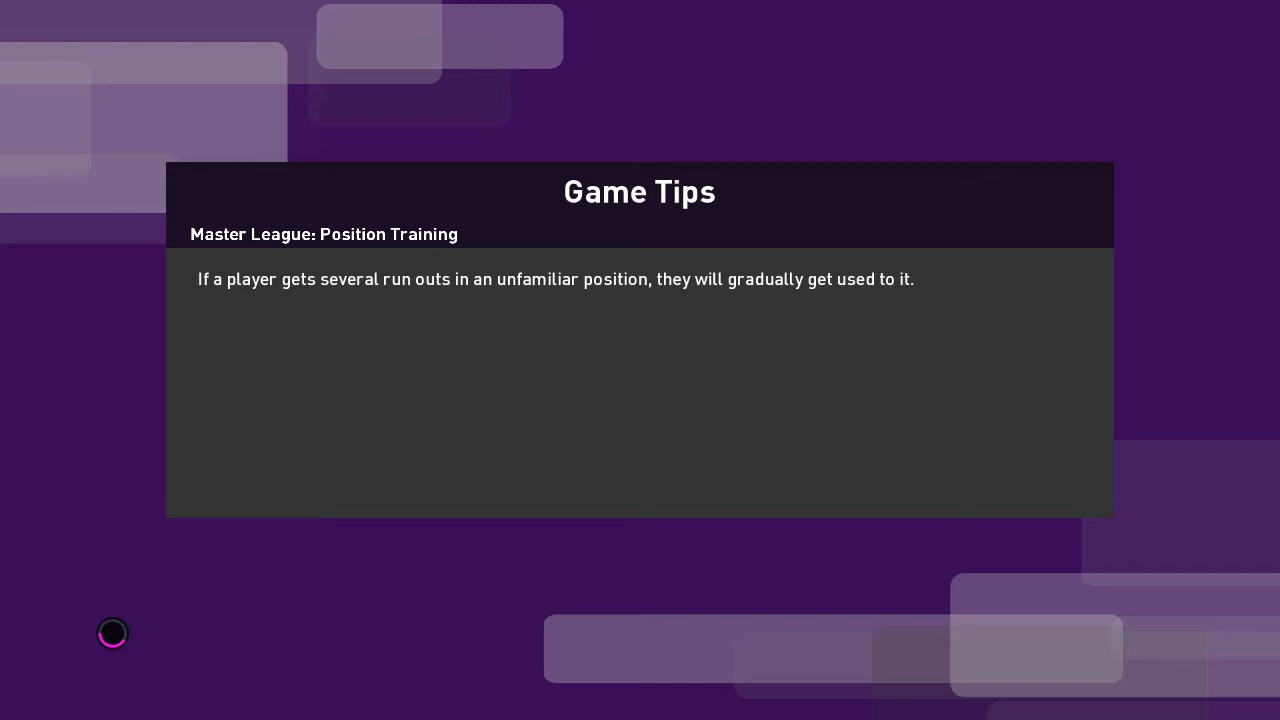 Game Tips
Master League: Position Training
If a player gets several run outs in an unfamiliar position, they will gradually get used to it.